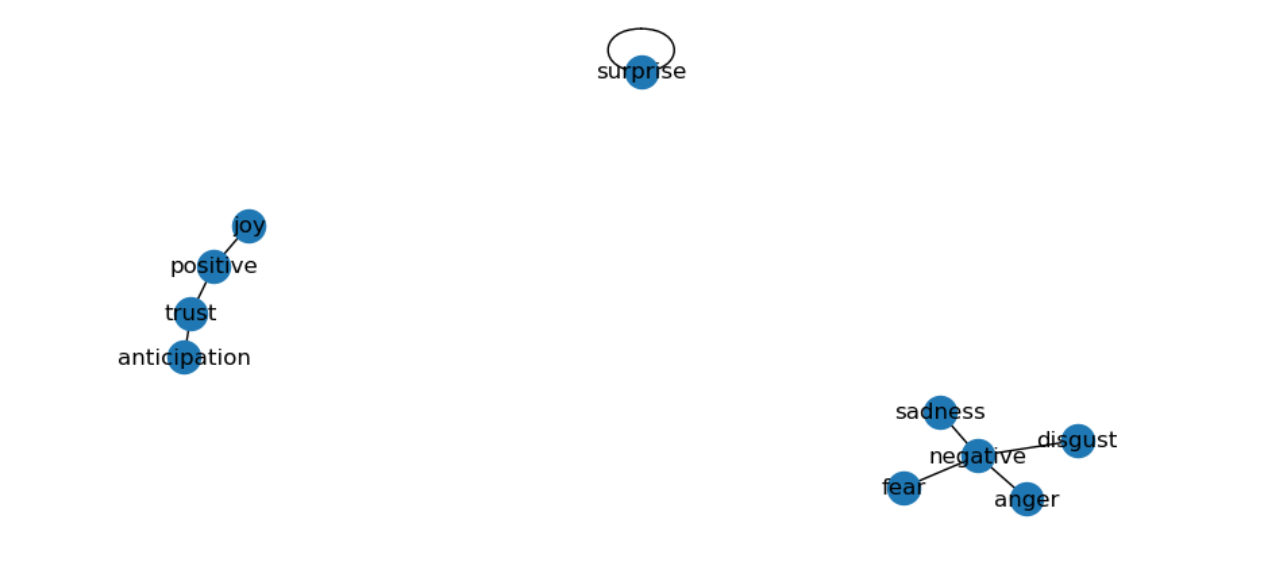 surprise
joy
positive
trust
anticipation
sadness
disgust
negative
fear
anger